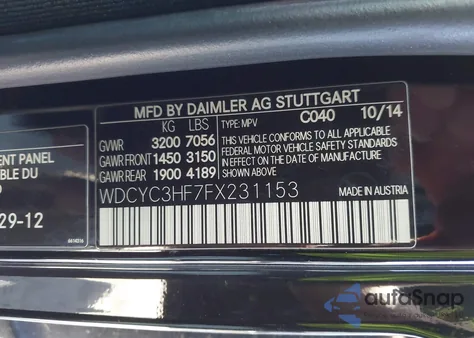 MFD BY DAIMLER AG STUTTGART
KG LBS TYPE: MPV C040 10/14
GVWR 3200 7056 THIS VEHICLE CONFORMS TO ALL APPLICABLE
GAWR FRONT 1450 3150 FEDERAL MOTOR VEHICLE SAFETY
GAWR REAR 1900 4189 STANDARDS IN EFFECT ON THE DATE OF MANUFACTURE SHOWN ABOVE.
WDCYC3HF7FX231153 MADE IN AUSTRIA
ENT PANEL
ABLE DU
29-12
autoSnap